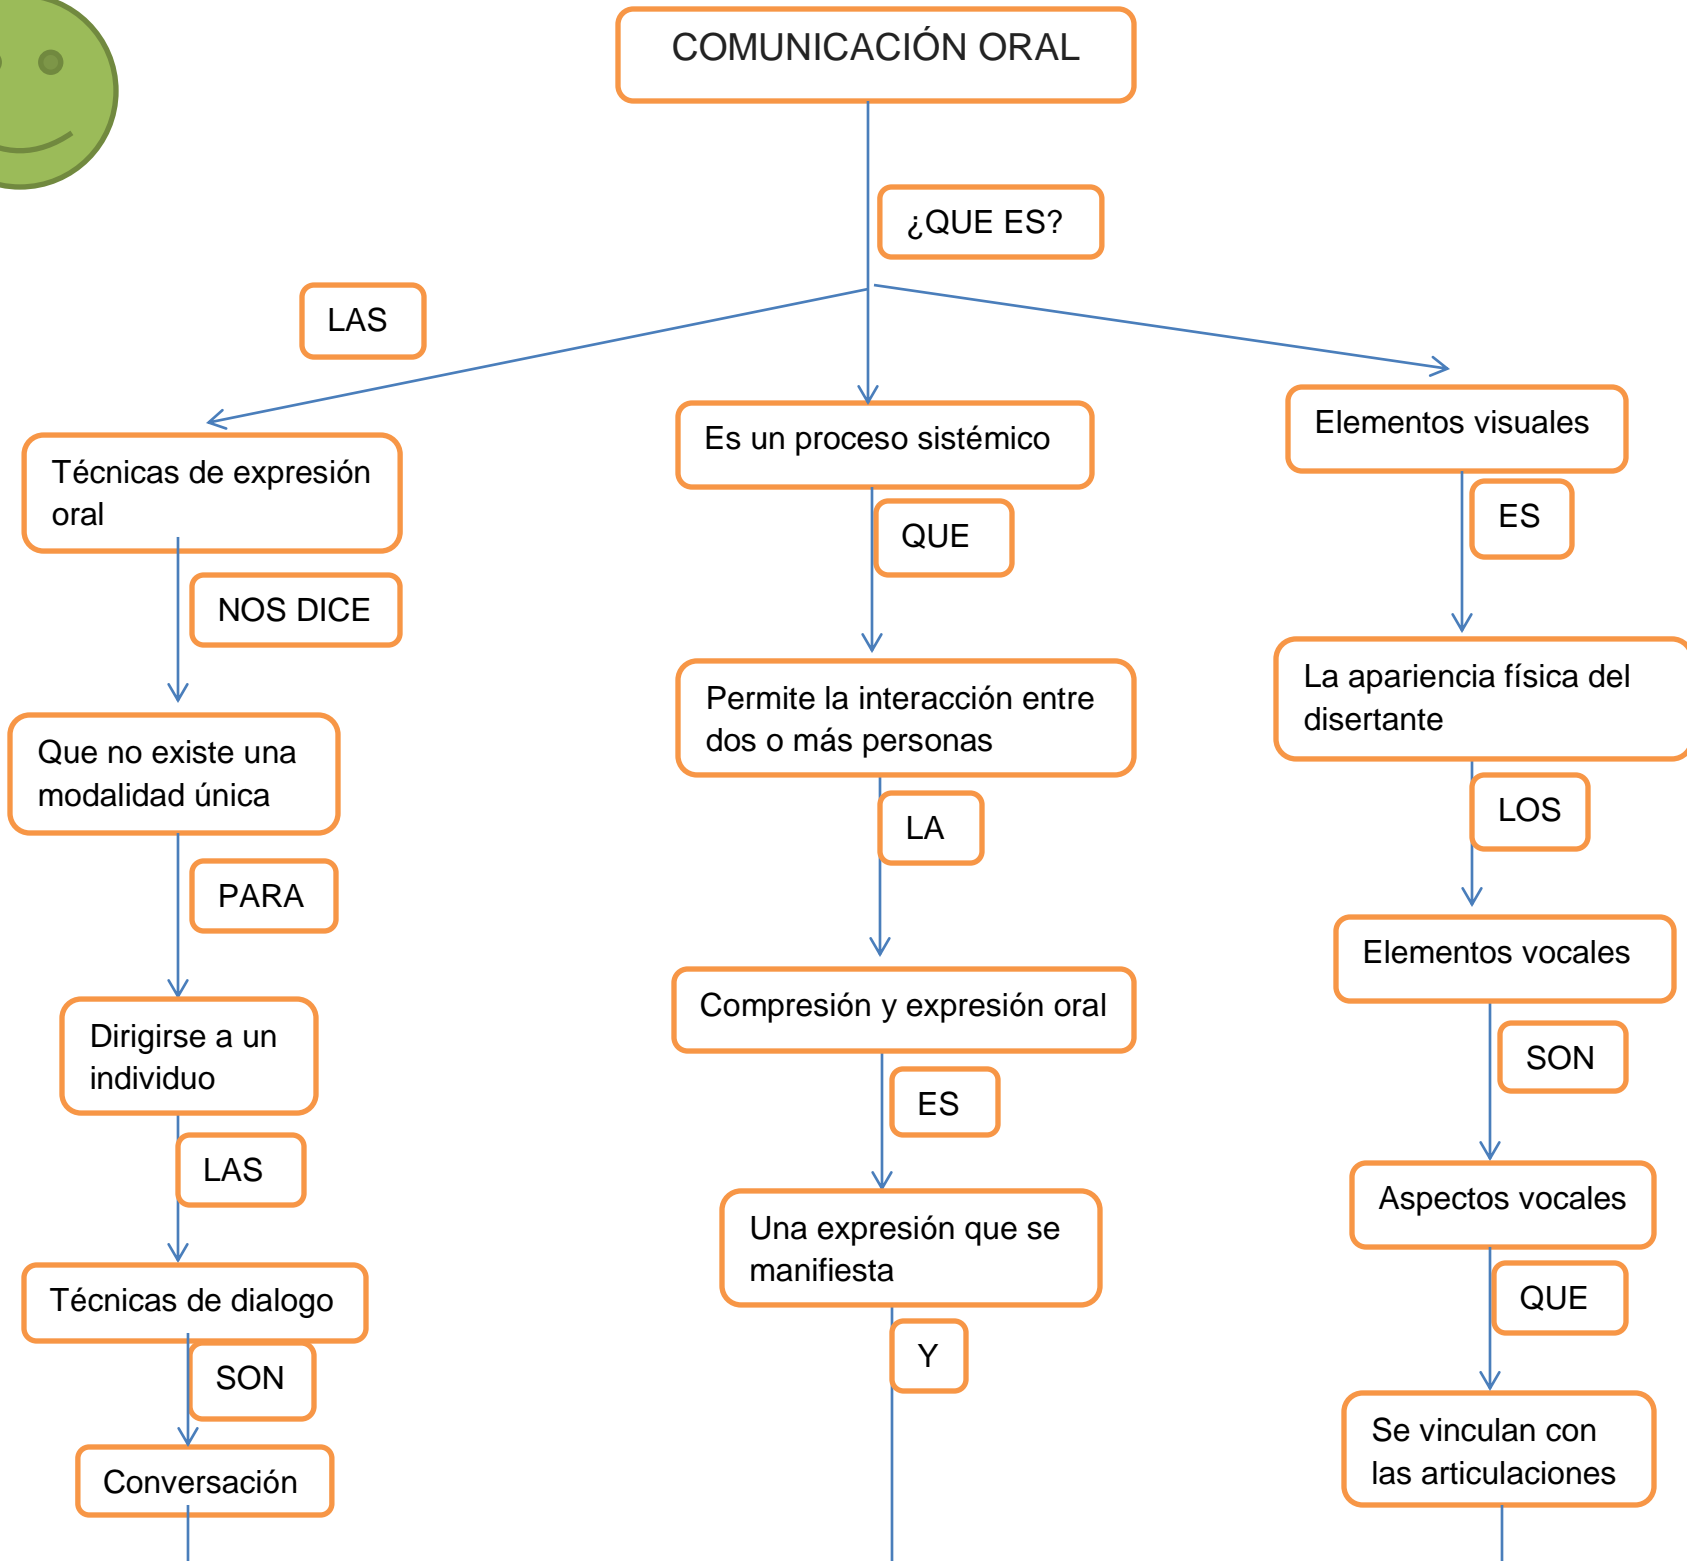 COMUNICACIÓN ORAL
¿QUE ES?
LAS
Técnicas de expresión
oral
NOS DICE
Que no existe una
modalidad única
PARA
Dirigirse a un
individuo
LAS
Técnicas de dialogo
SON
Conversación
Es un proceso sistémico
QUE
Permite la interacción entre
dos o más personas
LA
Compresión y expresión oral
ES
Una expresión que se
manifiesta
Y
Elementos visuales
ES
La apariencia física del
disertante
LOS
Elementos vocales
SON
Aspectos vocales
QUE
Se vinculan con
las articulaciones